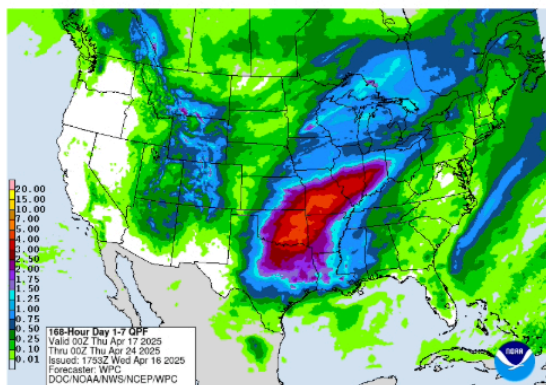 20.00
15.00
10.00
7.00
5.00
4.00
3.00
2.50
2.00
1.75
1.50
1.25
1.00
0.75
0.50
0.25
0.10
0.01
168-Hour Day 1-7 QPF
Valid 00Z Thu Apr 17 2025
Thru 00Z Thu Apr 24 2025
Issued: 1753Z Wed Apr 16 2025
Forecaster: WPC
DOC/NOAA/NWS/NCEP/WPC
NOAA